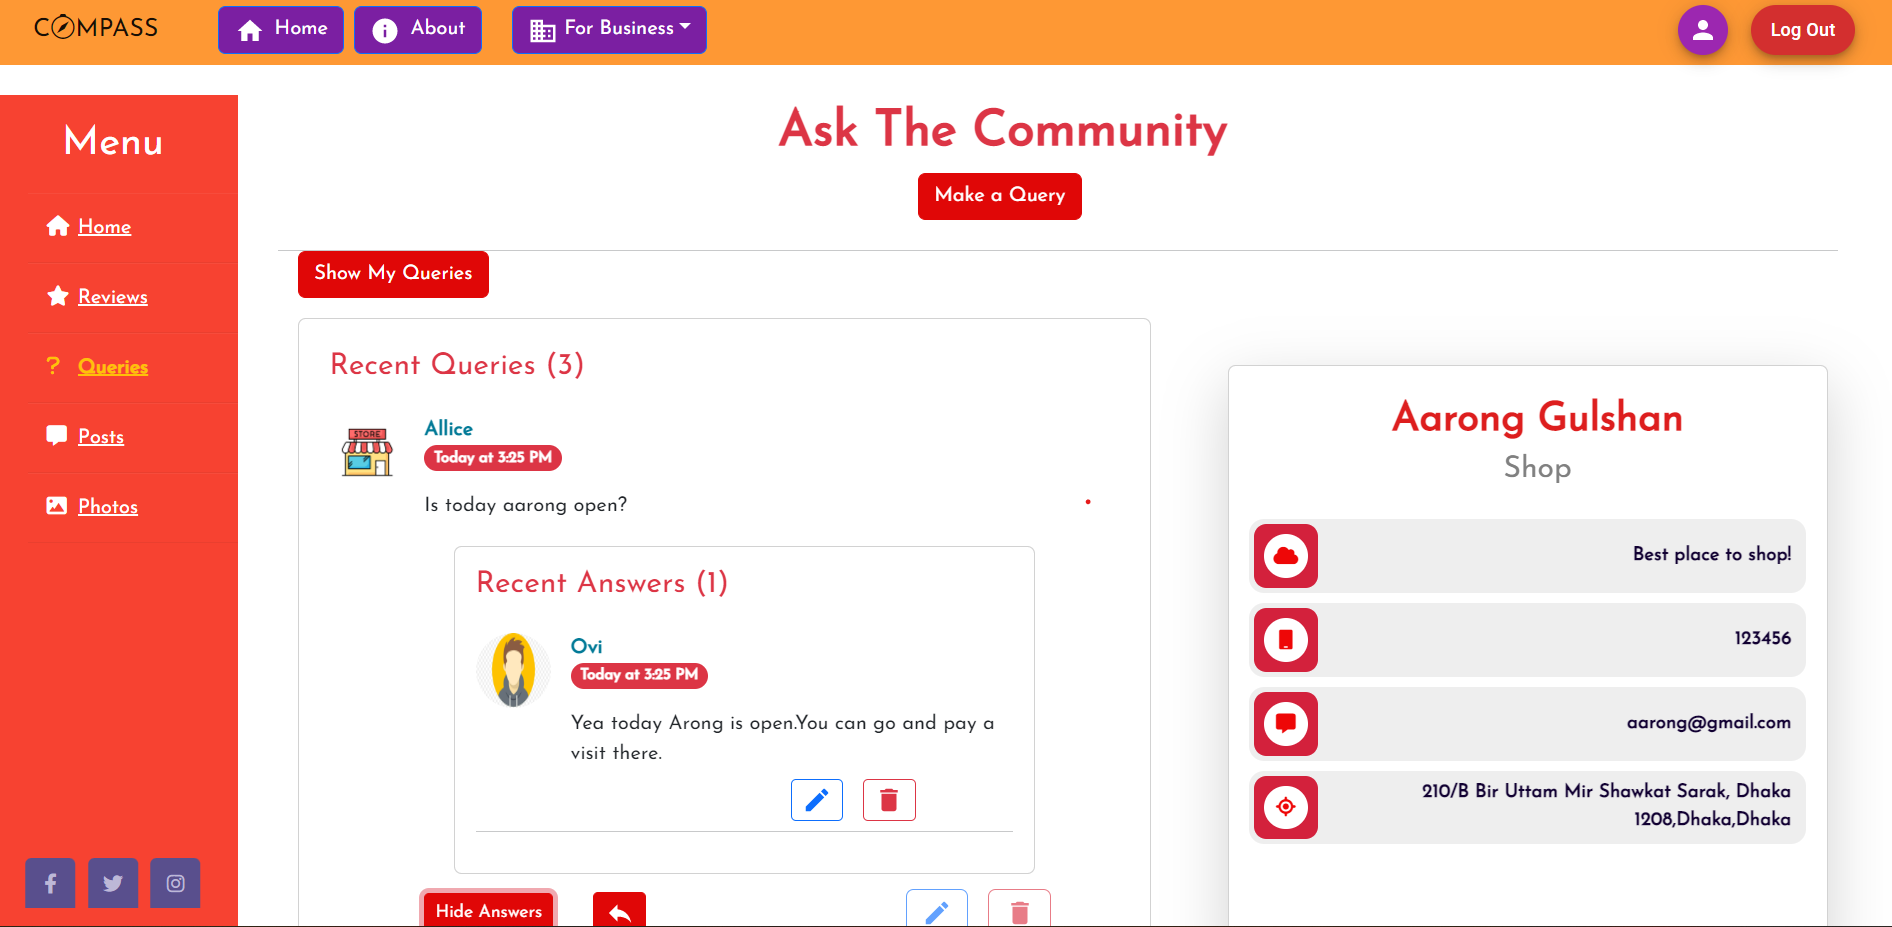 COMPASS
Home
About
For Business
Log Out
Menu
Home
Reviews
? Queries
Posts
Photos
Ask The Community
Make a Query
Show My Queries
Recent Queries (3)
STORE
Allice
Today at 3:25 PM
Is today aarong open?
Recent Answers (1)
Ovi
Today at 3:25 PM
Yea today Arong is open.You can go and pay a
visit there.
Hide Answers
Aarong Gulshan
Shop
Best place to shop!
123456
aarong@gmail.com
210/B Bir Uttam Mir Shawkat Sarak, Dhaka
1208,Dhaka,Dhaka